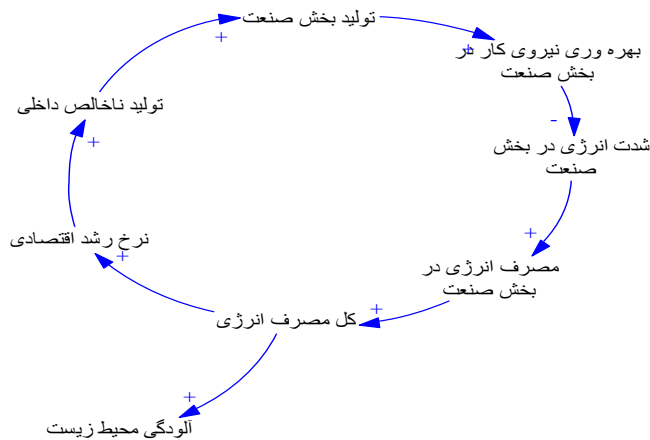 تولید بخش صنعت
+
بهره وری نیروی کار در
بخش صنعت
+
-
شدت انرژی در بخش
صنعت
+
مصرف انرژی در
بخش صنعت
+
کل مصرف انرژی
+
نرخ رشد اقتصادی
+
تولید ناخالص داخلی
+
آلودگی محیط زیست
+